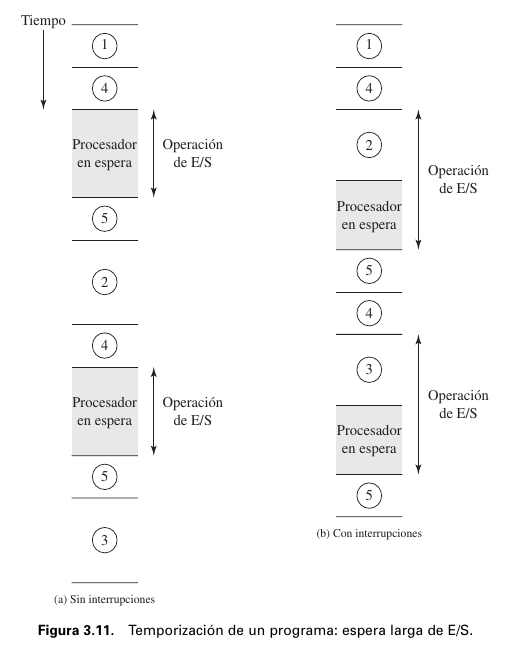 Tiempo
1
4
Procesador
en espera
Operación
de E/S
5
2
4
Procesador
en espera
Operación
de E/S
5
3
(a) Sin interrupciones
1
4
2
Procesador
en espera
Operación
de E/S
5
4
3
Procesador
en espera
Operación
de E/S
5
(b) Con interrupciones
Figura 3.11. Temporización de un programa: espera larga de E/S.